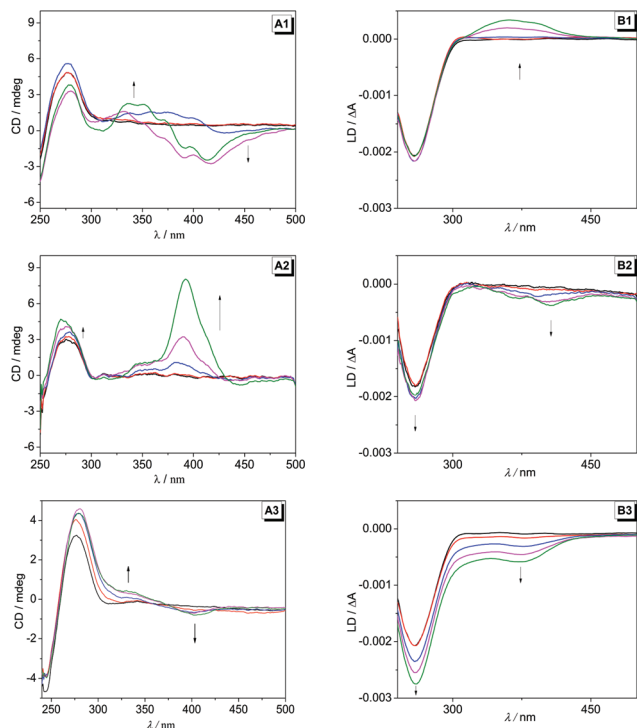 A1
CD / mdeg
9
6
3
0
-3
-6
250 300 350 400 450 500
λ / nm
B1
LD / ΔA
0.000
-0.001
-0.002
-0.003
300 450
λ / nm
A2
CD / mdeg
9
6
3
0
-3
-6
250 300 350 400 450 500
λ / nm
B2
LD / ΔA
0.000
-0.001
-0.002
-0.003
300 450
λ / nm
A3
CD / mdeg
4
2
0
-2
-4
250 300 350 400 450 500
λ / nm
B3
LD / ΔA
0.000
-0.001
-0.002
-0.003
300 450
λ / nm